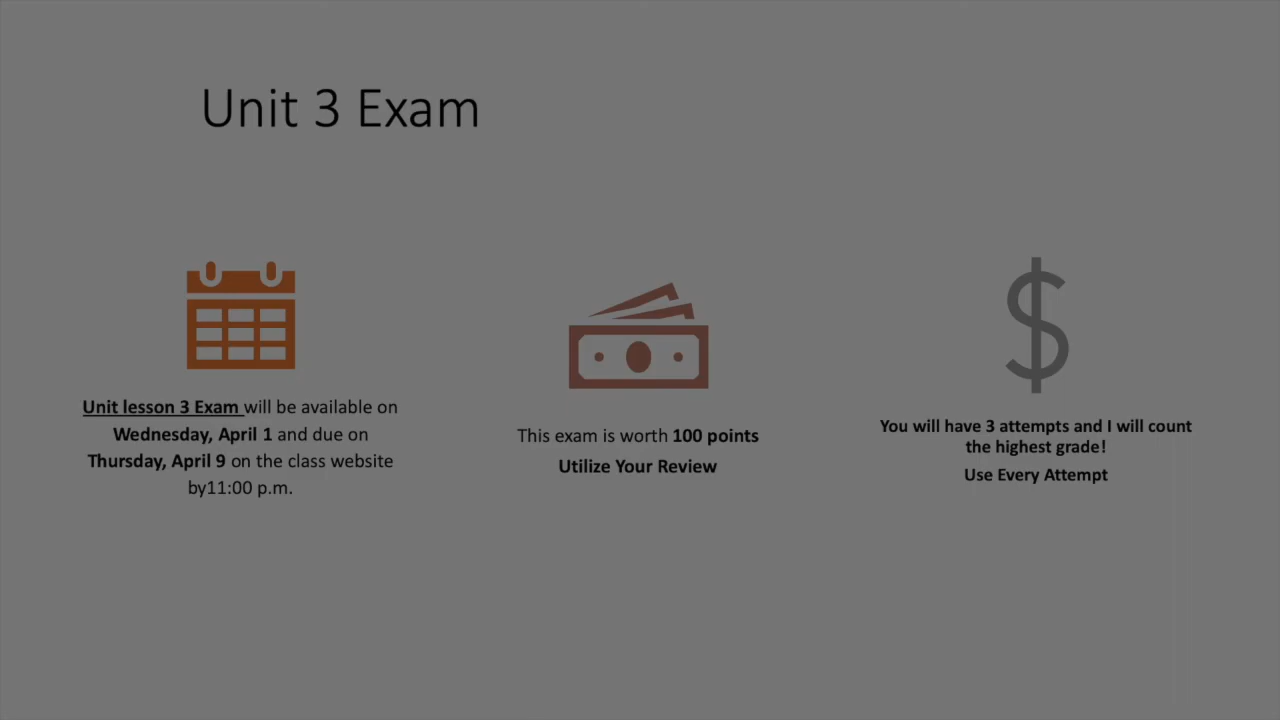 Unit 3 Exam
Unit lesson 3 Exam will be available on
Wednesday, April 1 and due on
Thursday, April 9 on the class website
by11:00 p.m.
This exam is worth 100 points
Utilize Your Review
You will have 3 attempts and I will count
the highest grade!
Use Every Attempt